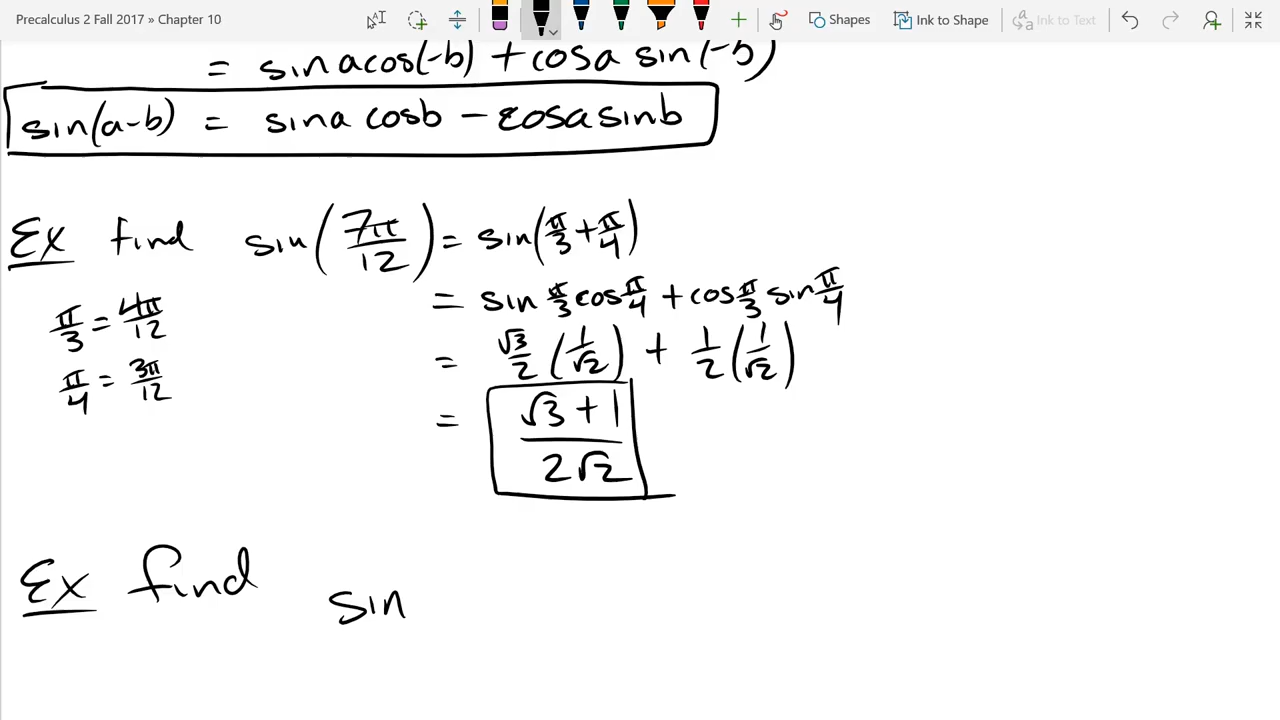 Precalculus 2 Fall 2017 » Chapter 10
Shapes
Ink to Shape
Ink to Text
= sin a cos(-b) + cos a sin(-b)
sin(a-b) = sin a cos b - cos a sin b
Ex find sin(7π/12) = sin(π/3 + π/4)
= sin π/3 cos π/4 + cos π/3 sin π/4
π/3 = 4π/12
= √3/2 (1/√2) + 1/2 (1/√2)
π/4 = 3π/12
= √3 + 1 / 2√2
Ex find sin